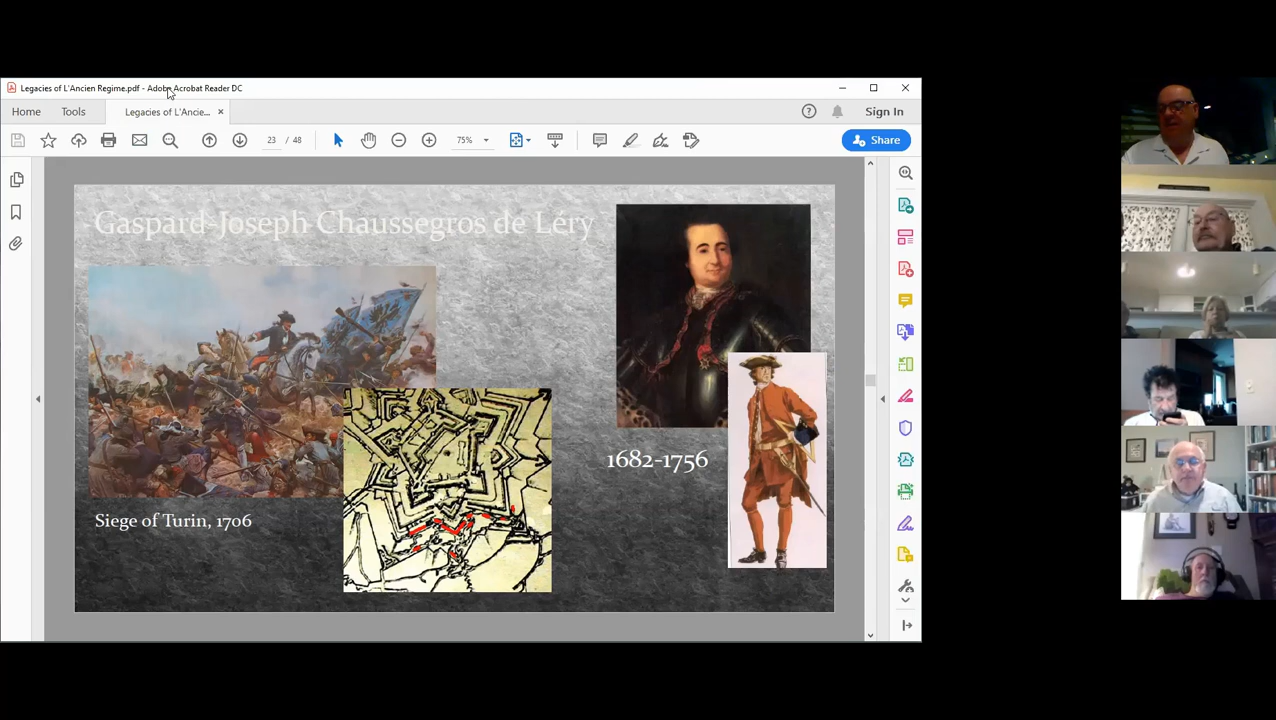 Legacies of L'Ancien Regime.pdf - Adobe Acrobat Reader DC
Home Tools Legacies of L'Ancie... Sign In
23 / 48 75% Share
Gaspard-Joseph Chaussegros de Léry
1682-1756
Siege of Turin, 1706